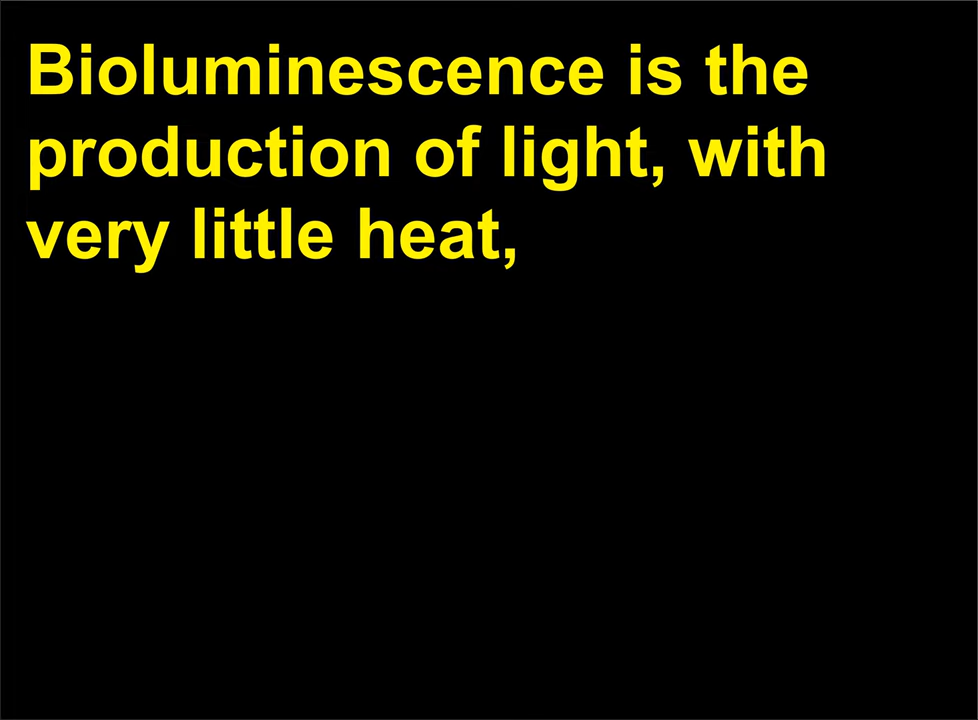 Bioluminescence is the
production of light, with
very little heat,